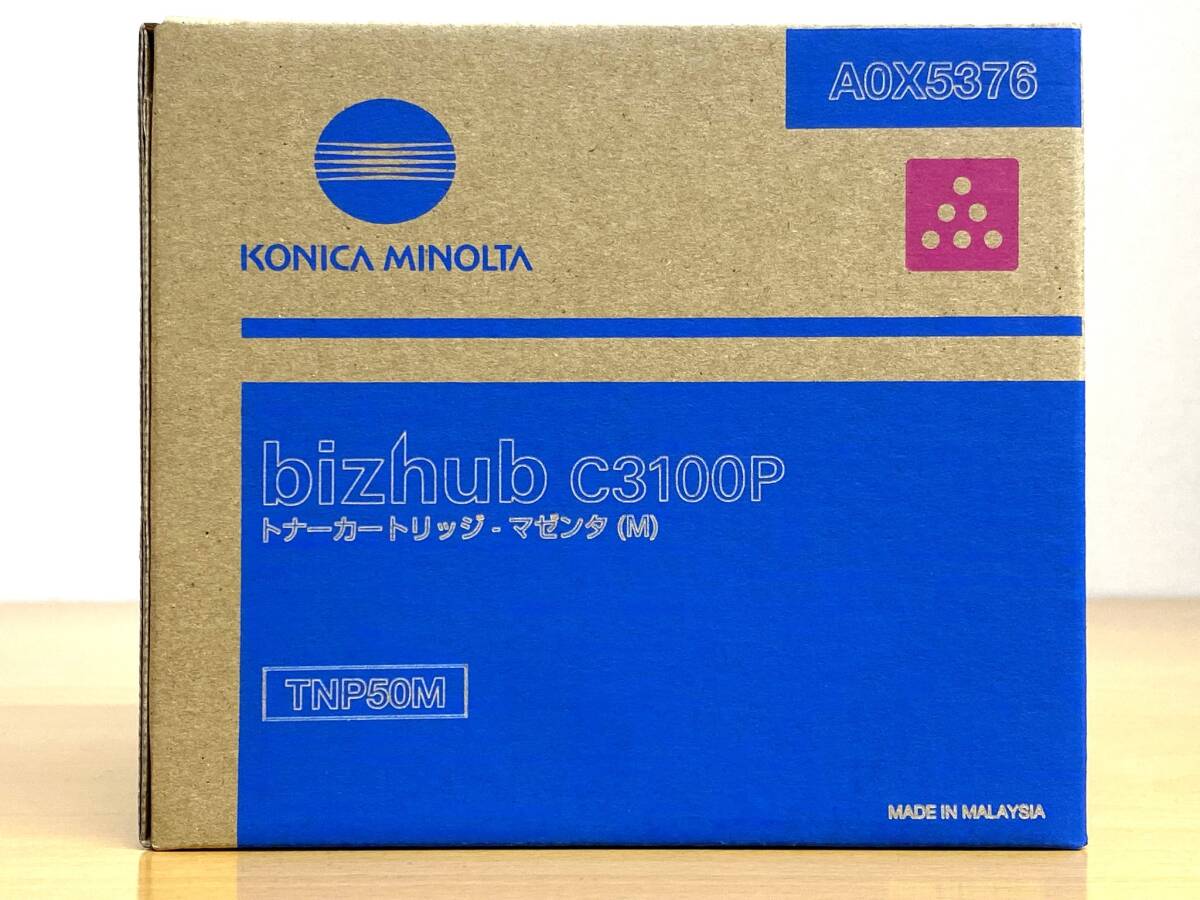 A0X5376
KONICA MINOLTA
bizhub C3100P
トナーカートリッジ - マゼンタ (M)
TNP50M
MADE IN MALAYSIA